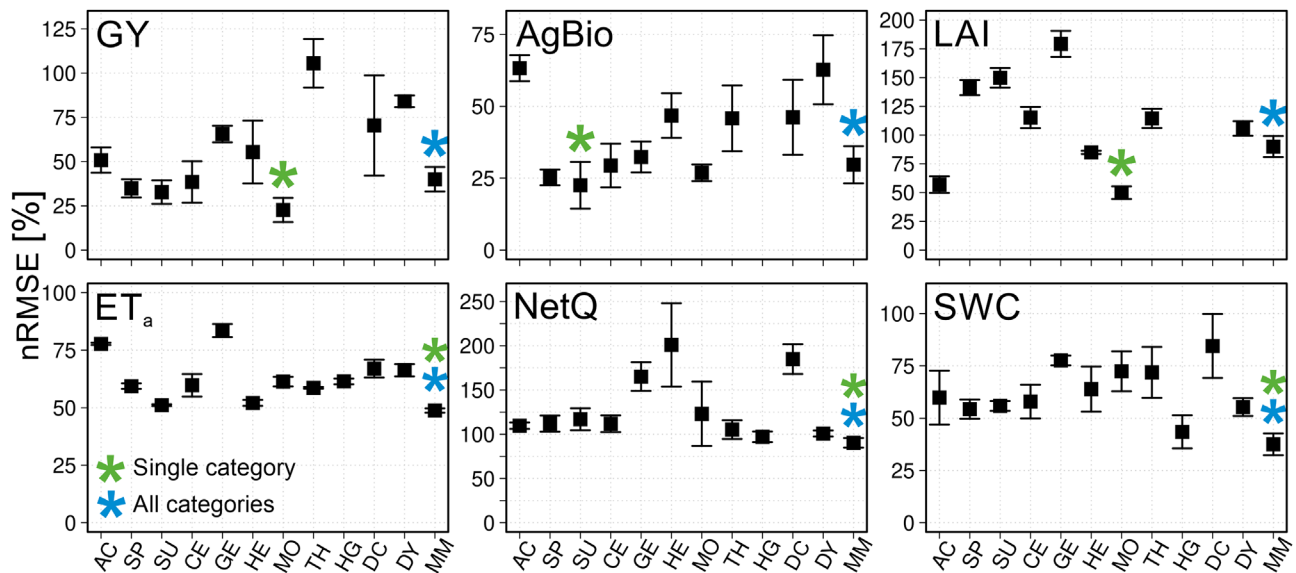 nRMSE [%]
GY
125
100
75
50
25
0
AgBio
75
50
25
0
LAI
200
175
150
125
100
75
50
25
0
ETa
100
75
50
25
0
Single category
All categories
AC SP SU CE GE HE MO TH HG DC DY MM
NetQ
250
200
150
100
50
0
AC SP SU CE GE HE MO TH HG DC DY MM
SWC
100
75
50
25
0
AC SP SU CE GE HE MO TH HG DC DY MM